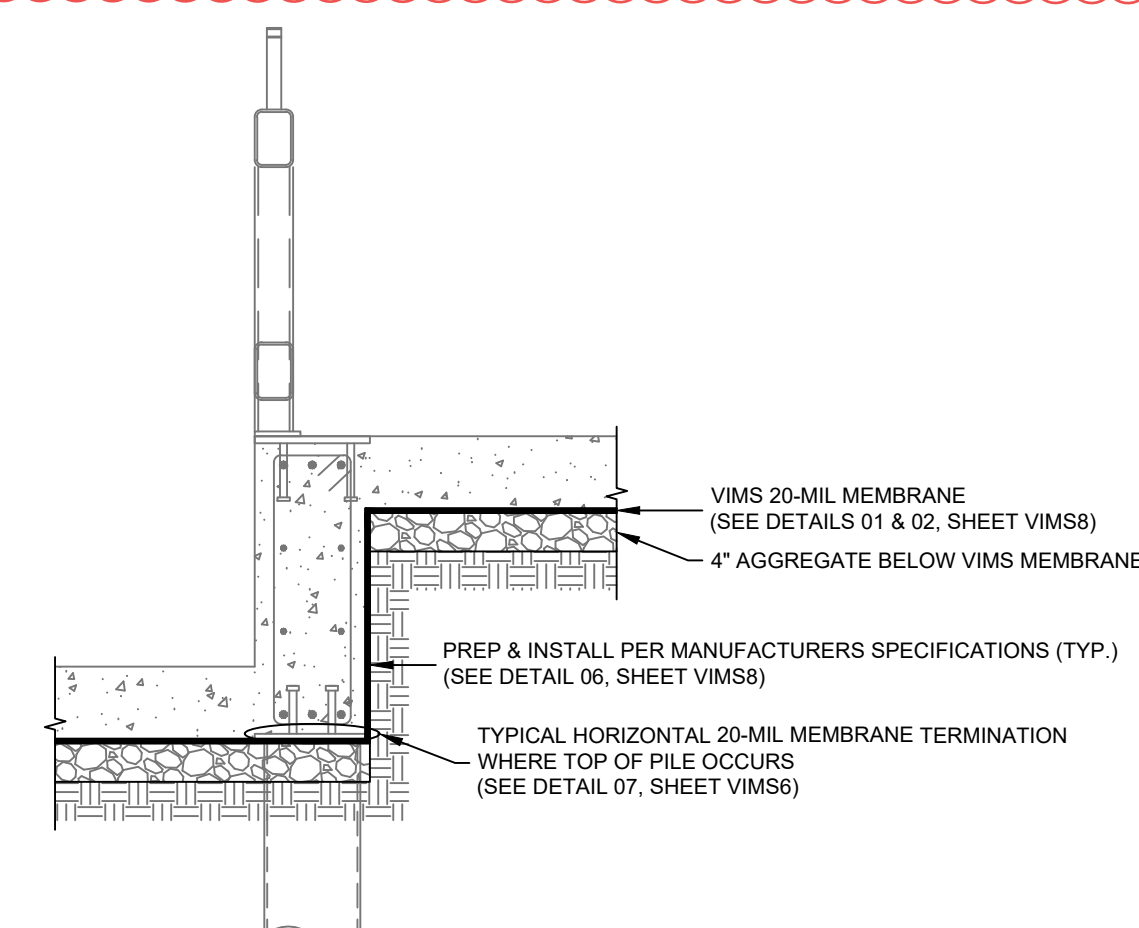 VIMS 20-MIL MEMBRANE
(SEE DETAILS 01 & 02, SHEET VIMS8)
4" AGGREGATE BELOW VIMS MEMBRANE
PREP & INSTALL PER MANUFACTURERS SPECIFICATIONS (TYP.)
(SEE DETAIL 06, SHEET VIMS8)
TYPICAL HORIZONTAL 20-MIL MEMBRANE TERMINATION
WHERE TOP OF PILE OCCURS
(SEE DETAIL 07, SHEET VIMS6)